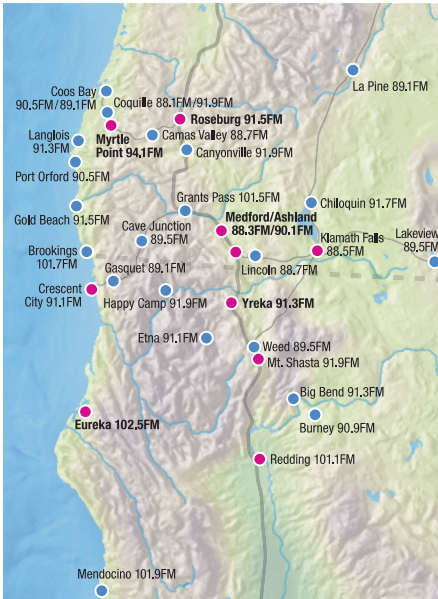 La Pine 89.1FM
Coos Bay
90.5FM/89.1FM
Coquille 88.1FM/91.9FM
Roseburg 91.5FM
Langlois
91.3FM
Myrtle
Point 94.1FM
Camas Valley 88.7FM
Canyonville 91.9FM
Port Orford 90.5FM
Grants Pass 101.5FM
Chiloquin 91.7FM
Gold Beach 91.5FM
Cave Junction
89.5FM
Medford/Ashland
88.3FM/90.1FM
Klamath Falls
88.5FM
Lakeview
89.5FM
Brookings
101.7FM
Lincoln 88.7FM
Gasquet 89.1FM
Crescent
City 91.1FM
Happy Camp 91.9FM
Yreka 91.3FM
Etna 91.1FM
Weed 89.5FM
Mt. Shasta 91.9FM
Big Bend 91.3FM
Burney 90.9FM
Eureka 102.5FM
Redding 101.1FM
Mendocino 101.9FM